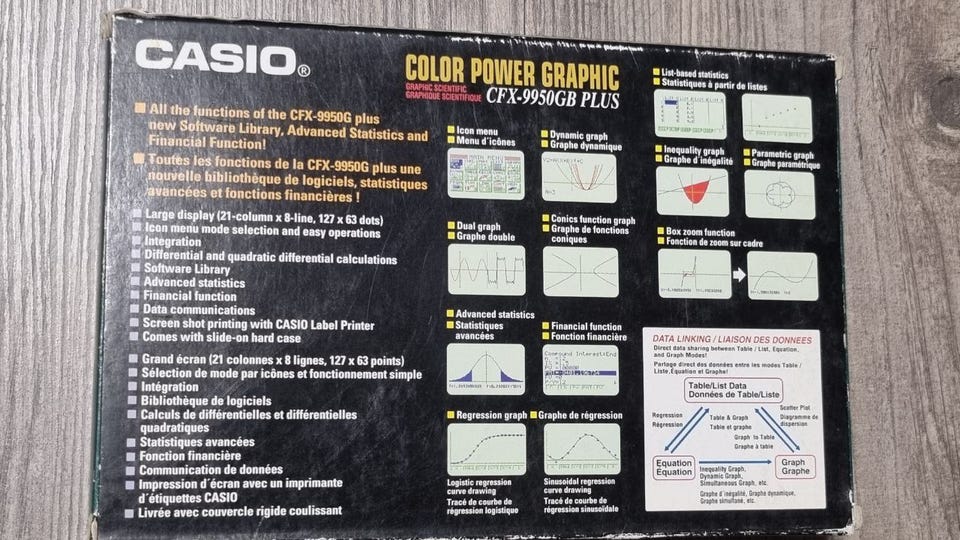 CASIO®
COLOR POWER GRAPHIC
GRAPHIC SCIENTIFIC
GRAPHIQUE SCIENTIFIQUE
CFX-9950GB PLUS
All the functions of the CFX-9950G plus
new Software Library, Advanced Statistics and
Financial Function!
Toutes les fonctions de la CFX-9950G plus une
nouvelle bibliothèque de logiciels, statistiques
avancées et fonctions financières !
Large display (21-column x 8-line, 127 x 63 dots)
Icon menu mode selection and easy operations
Integration
Differential and quadratic differential calculations
Software Library
Advanced statistics
Financial function
Data communications
Screen shot printing with CASIO Label Printer
Comes with slide-on hard case
Grand écran (21 colonnes x 8 lignes, 127 x 63 points)
Sélection de mode par icônes et fonctionnement simple
Intégration
Bibliothèque de logiciels
Calculs de différentielles et différentielles
quadratiques
Statistiques avancées
Fonction financière
Communication de données
Impression d´écran avec un imprimante
d´étiquettes CASIO
Livrée avec couvercle rigide coulissant
Icon menu
Menu d´icônes
MAIN MENU
Dynamic graph
Graphe dynamique
Dual graph
Graphe double
Conics function graph
Graphe de fonctions
coniques
Advanced statistics
Statistiques
avancées
Financial function
Fonction financière
Compound Interest:End
Regression graph
Graphe de régression
Logistic regression
curve drawing
Tracé de courbe de
régression logistique
Sinusoidal regression
curve drawing
Tracé de courbe de
régression sinusoïdale
List-based statistics
Statistiques à partir de listes
Inequality graph
Graphe d´inégalité
Parametric graph
Graphe paramétrique
Box zoom function
Fonction de zoom sur cadre
DATA LINKING / LIAISON DES DONNEES
Direct data sharing between Table / List, Equation,
and Graph Modes!
Partage direct des données entre les modes Table /
Liste, Equation et Graphe!
Table/List Data
Données de Table/Liste
Regression
Régression
Table & Graph
Table et graphe
Graph to Table
Graphe à table
Scatter Plot
Diagramme de
dispersion
Equation
Equation
Graph
Graphe
Inequality Graph,
Dynamic Graph,
Simultaneous Graph, etc.
Graphe d´inégalité, Graphe dynamique,
Graphe simultané, etc.